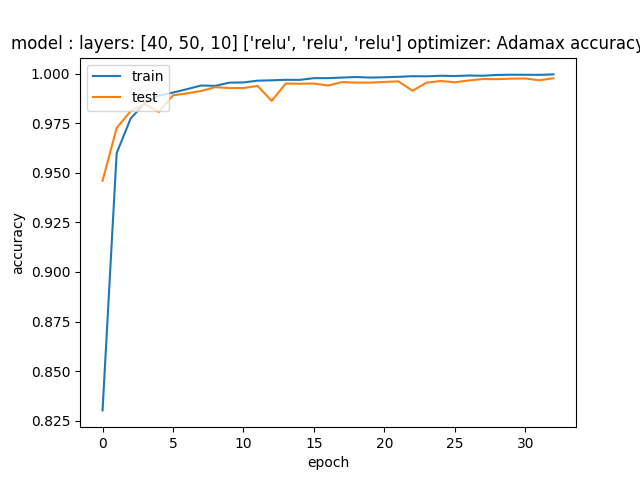 model : layers: [40, 50, 10] ['relu', 'relu', 'relu'] optimizer: Adamax accuracy
train
test
1.000
0.975
0.950
0.925
0.900
0.875
0.850
0.825
accuracy
0 5 10 15 20 25 30
epoch